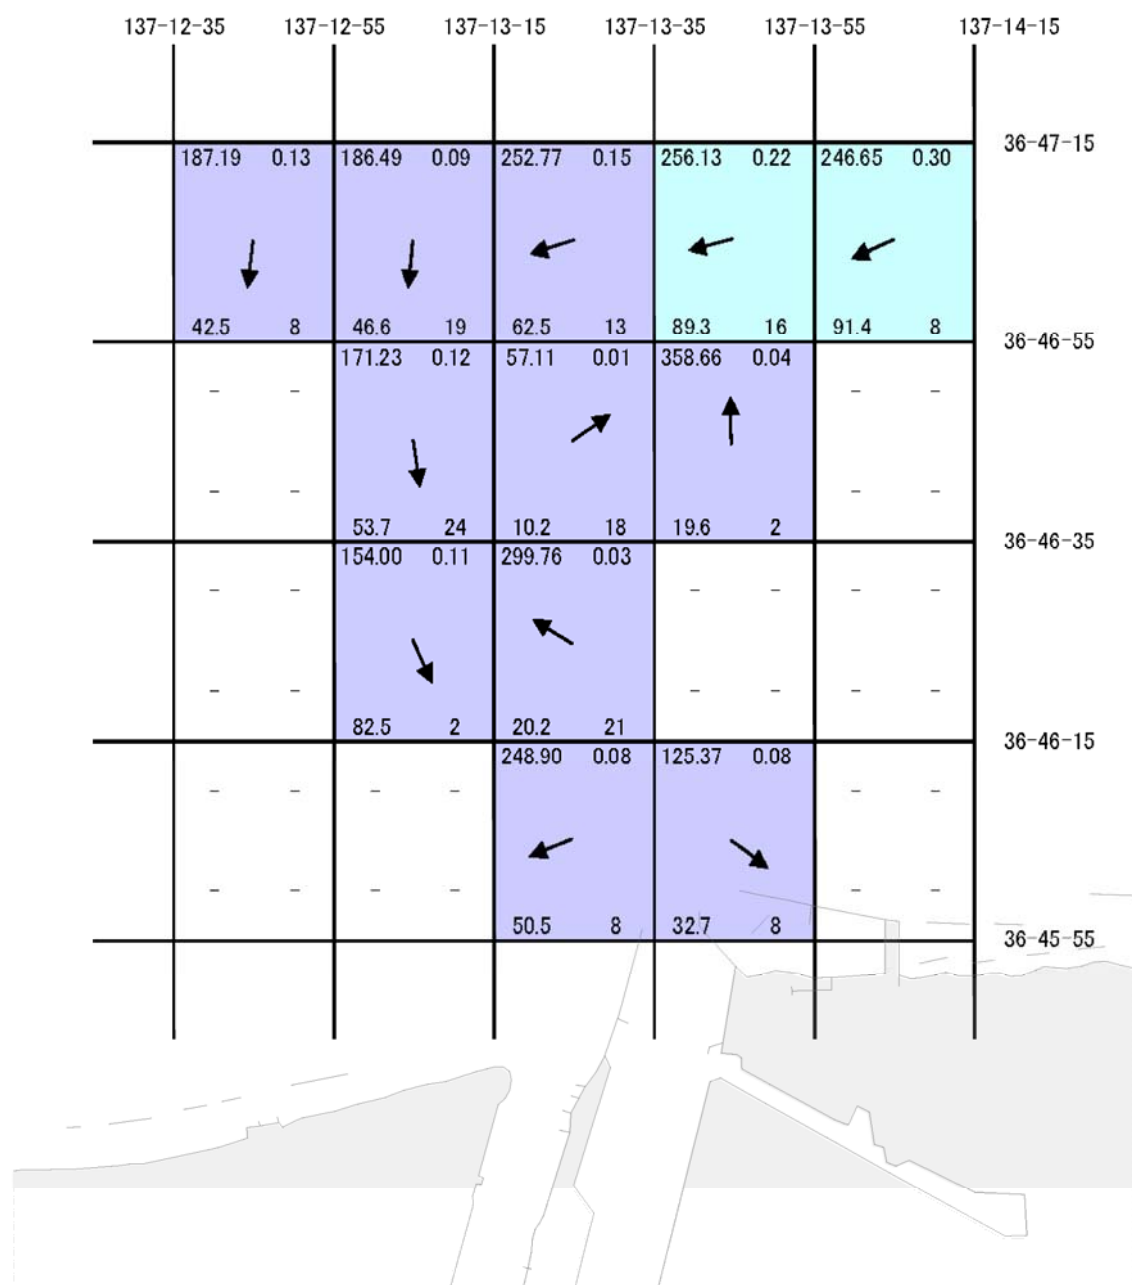 137-12-35 137-12-55 137-13-15 137-13-35 137-13-55 137-14-15
36-47-15
187.19 0.13 186.49 0.09 252.77 0.15 256.13 0.22 246.65 0.30
42.5 8 46.6 19 62.5 13 89.3 16 91.4 8
36-46-55
171.23 0.12 57.11 0.01 358.66 0.04
- - - -
- - - -
53.7 24 10.2 18 19.6 2
36-46-35
154.00 0.11 299.76 0.03
- - - - - -
- - - - - -
82.5 2 20.2 21
36-46-15
248.90 0.08 125.37 0.08
- - - - - -
- - - - - -
50.5 8 32.7 8
36-45-55